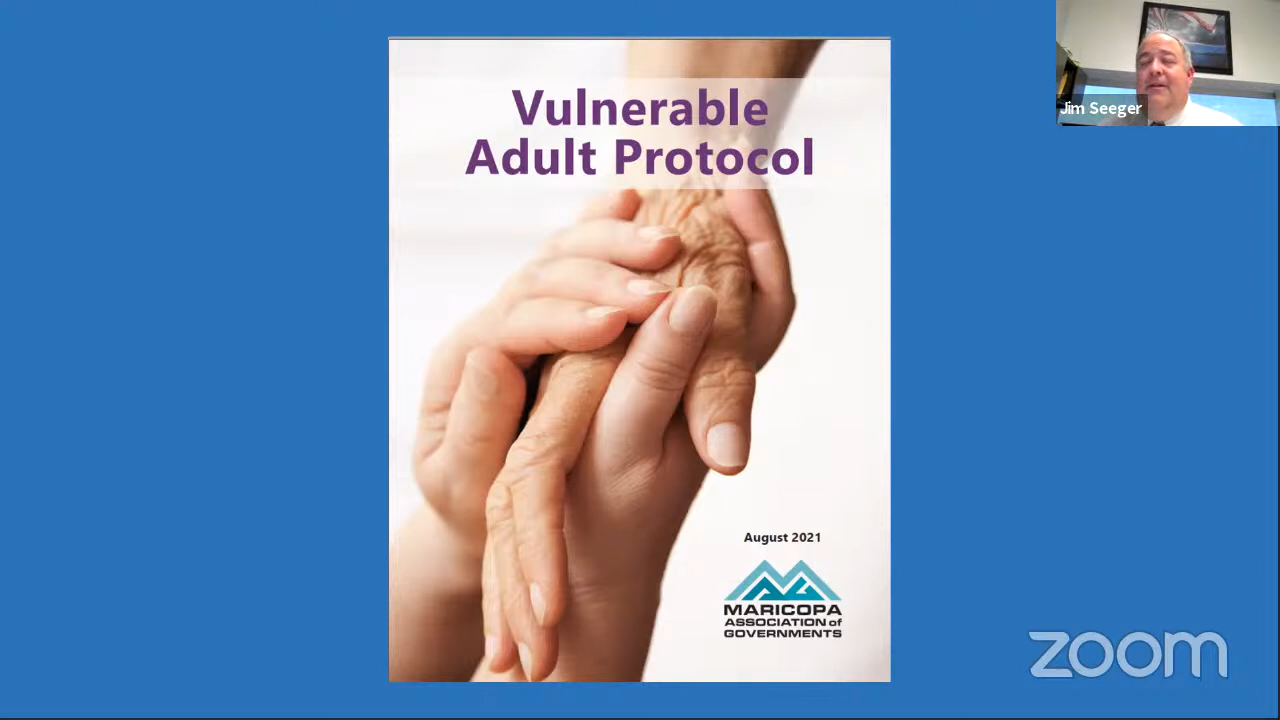 Vulnerable
Adult Protocol
Jim Seeger
August 2021
MARICOPA
ASSOCIATION of
GOVERNMENTS
zoom